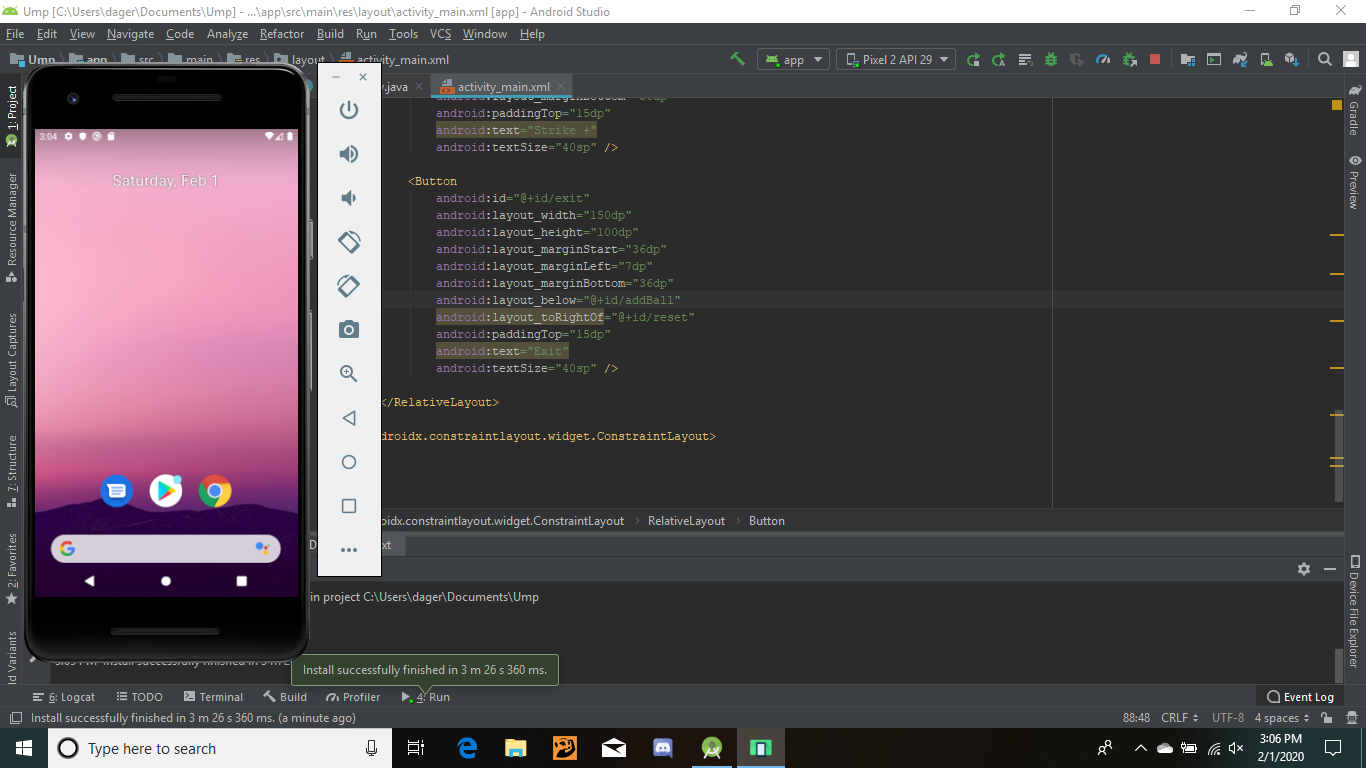 Ump [C:\Users\dager\Documents\Ump] - ...\app\src\main\res\layout\activity_main.xml [app] - Android Studio
File Edit View Navigate Code Analyze Refactor Build Run Tools VCS Window Help
Ump app src main res layout activity_main.xml
app Pixel 2 API 29
.java activity_main.xml
1: Project
Resource Manager
Layout Captures
7: Structure
2: Favorites
ld Variants
3:04
Saturday, Feb 1
android:paddingTop="15dp"
android:text="Strike +"
android:textSize="40sp" />
<Button
android:id="@+id/exit"
android:layout_width="150dp"
android:layout_height="100dp"
android:layout_marginStart="36dp"
android:layout_marginLeft="7dp"
android:layout_marginBottom="36dp"
android:layout_below="@+id/addBall"
android:layout_toRightOf="@+id/reset"
android:paddingTop="15dp"
android:text="Exit"
android:textSize="40sp" />
</RelativeLayout>
droidx.constraintlayout.widget.ConstraintLayout>
Gradle
Preview
Device File Explorer
oidx.constraintlayout.widget.ConstraintLayout RelativeLayout Button
D xt
in project C:\Users\dager\Documents\Ump
Install successfully finished in 3 m 26 s 360 ms.
6: Logcat TODO Terminal Build Profiler 4: Run Event Log
Install successfully finished in 3 m 26 s 360 ms. (a minute ago) 88:48 CRLF UTF-8 4 spaces
Type here to search
3:06 PM
2/1/2020